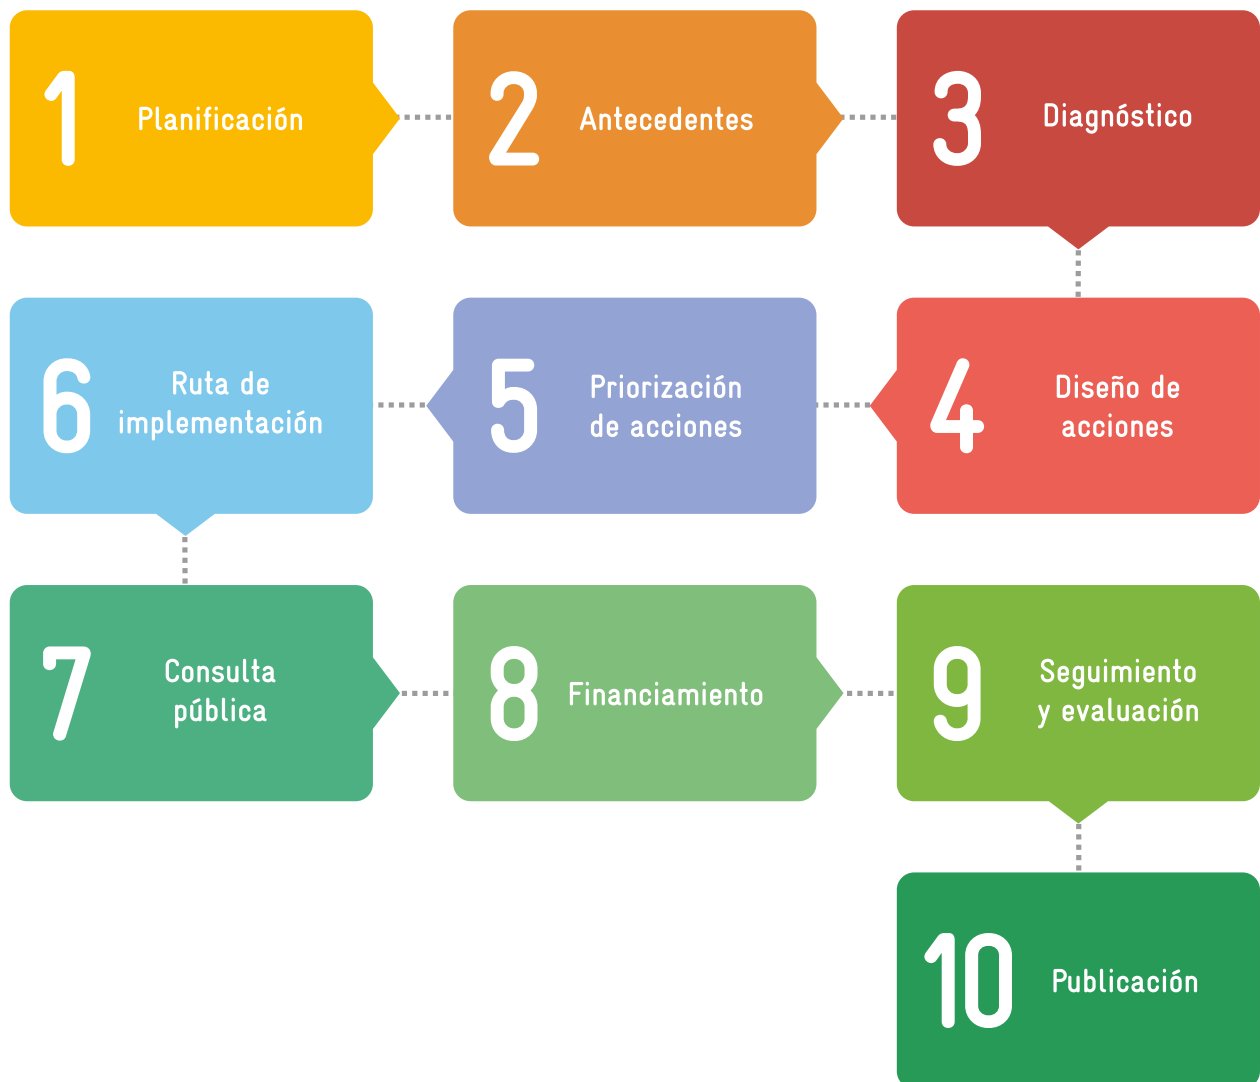 1
Planificación
2
Antecedentes
3
Diagnóstico
4
Diseño de
acciones
5
Priorización
de acciones
6
Ruta de
implementación
7
Consulta
pública
8
Financiamiento
9
Seguimiento
y evaluación
10
Publicación